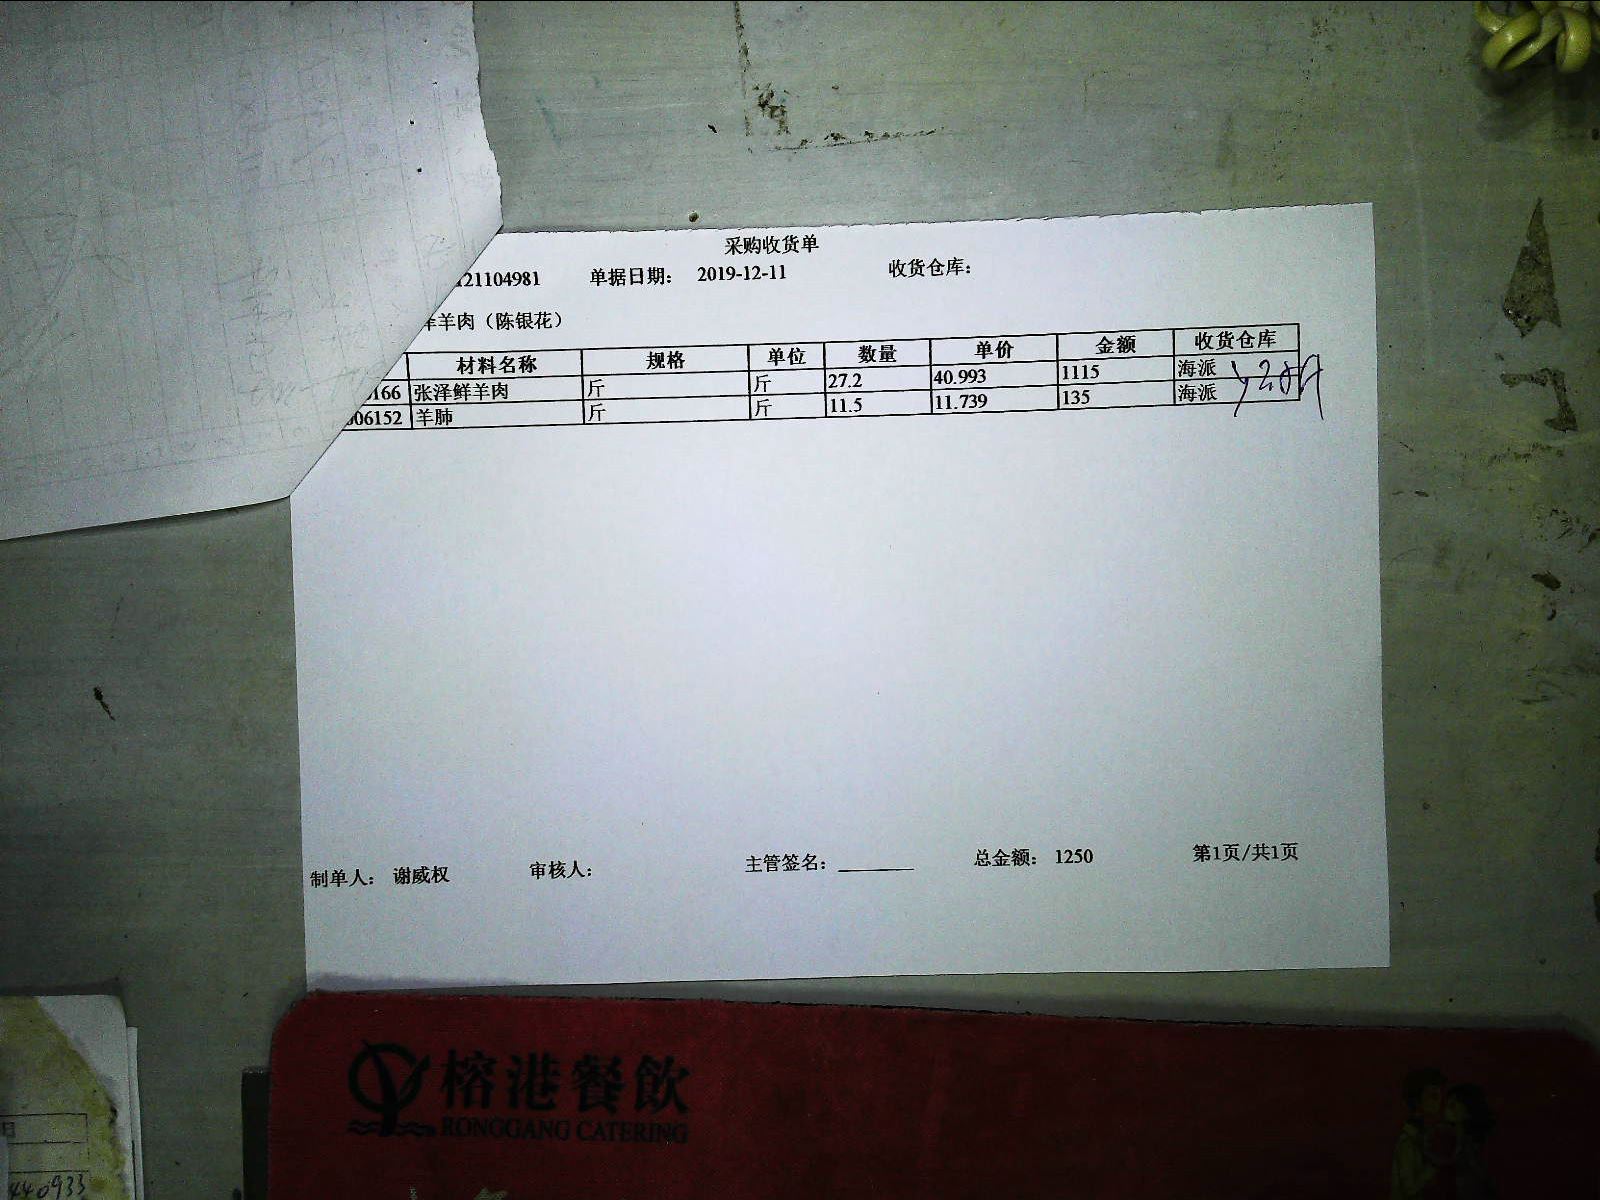 采购收货单
21104981 单据日期： 2019-12-11 收货仓库：
羊肉（陈银花）
材料名称 规格 单位 数量 单价 金额 收货仓库
166 张泽鲜羊肉 斤 斤 27.2 40.993 1115 海派
06152 羊肺 斤 斤 11.5 11.739 135 海派
制单人： 谢威权 审核人： 主管签名： 总金额： 1250 第1页/共1页
榕港餐飲
RONGGANG CATERING
日
440933